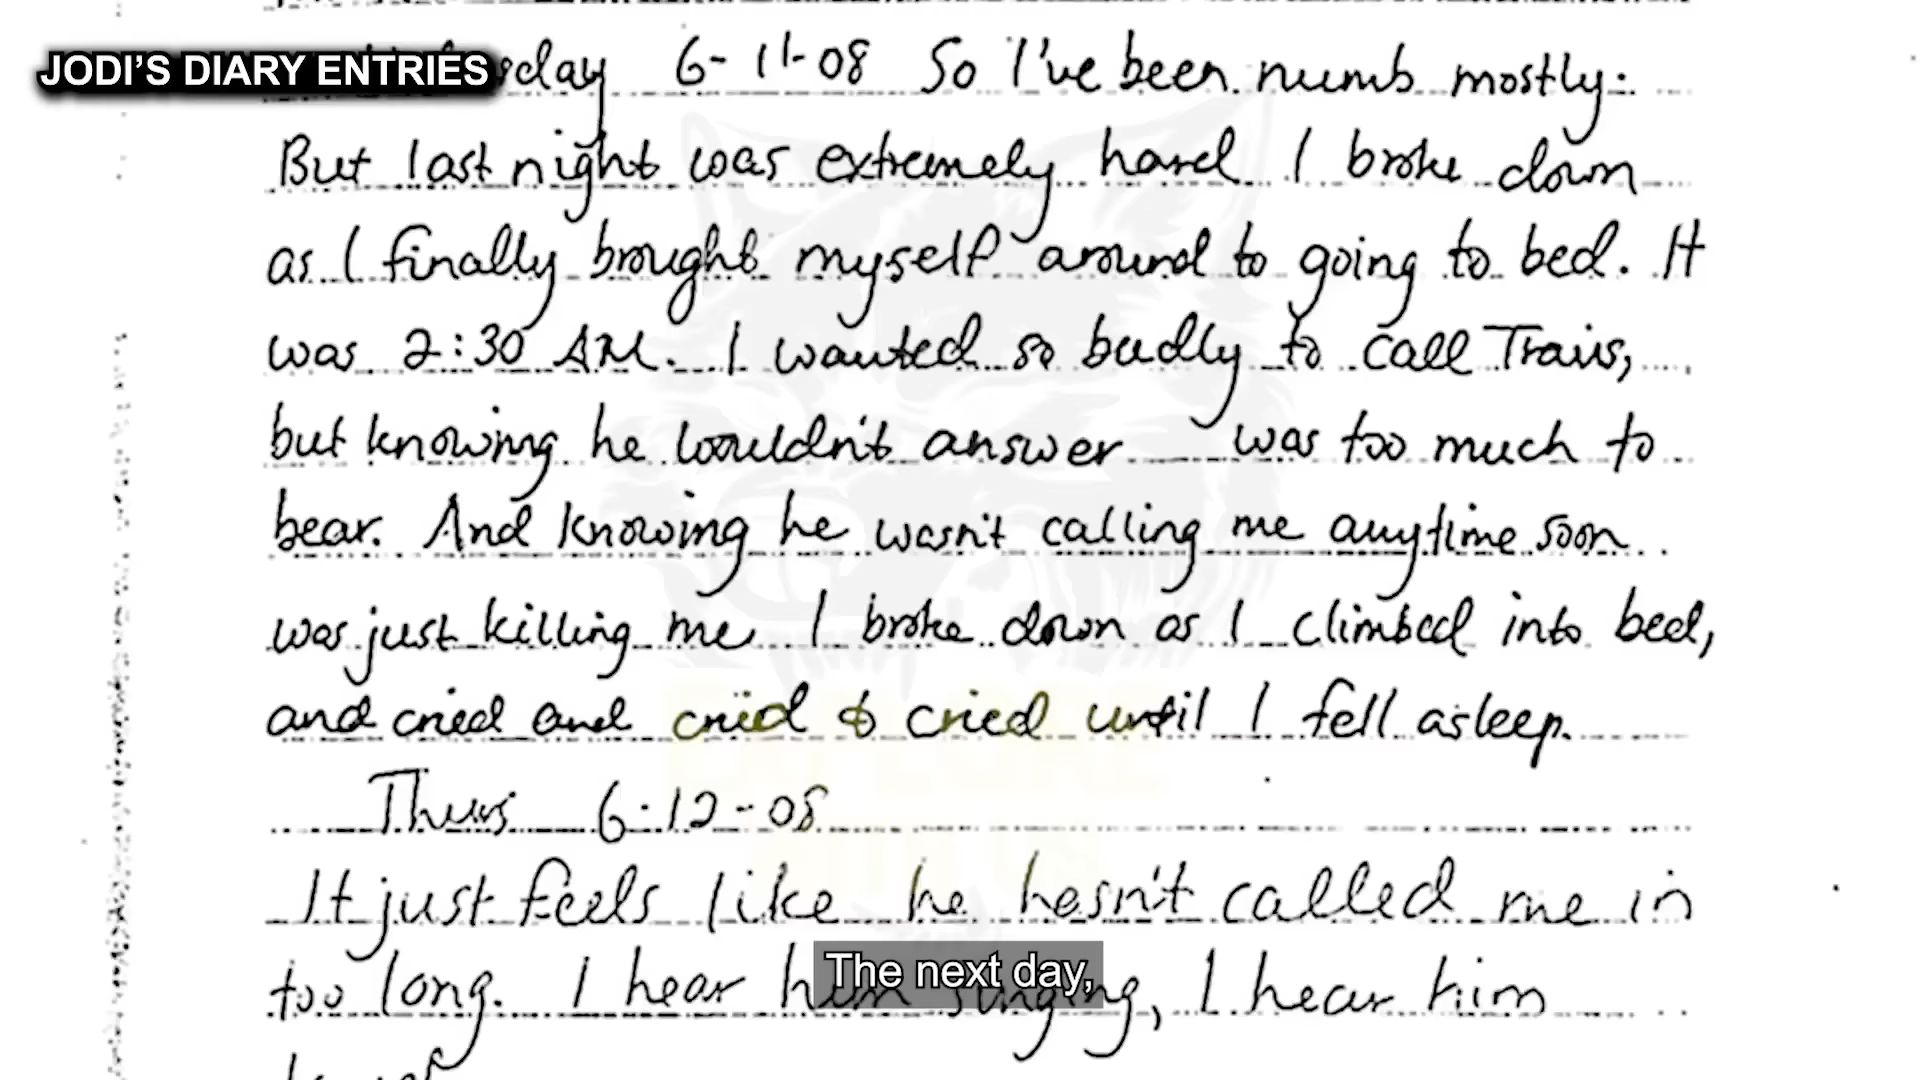 JODI'S DIARY ENTRIES
sday 6-11-08 So I've been numb mostly.
But last night was extremely hard I broke down
as I finally brought myself around to going to bed. It
was 2:30 AM. I wanted so badly to call Travis,
but knowing he wouldn't answer was too much to
bear. And knowing he wasn't calling me anytime soon
was just killing me I broke down as I climbed into bed,
and cried and cried & cried until I fell asleep.
Thurs 6-12-08
It just feels like he hasn't called me in
too long. I hear him singing, I hear him
The next day,